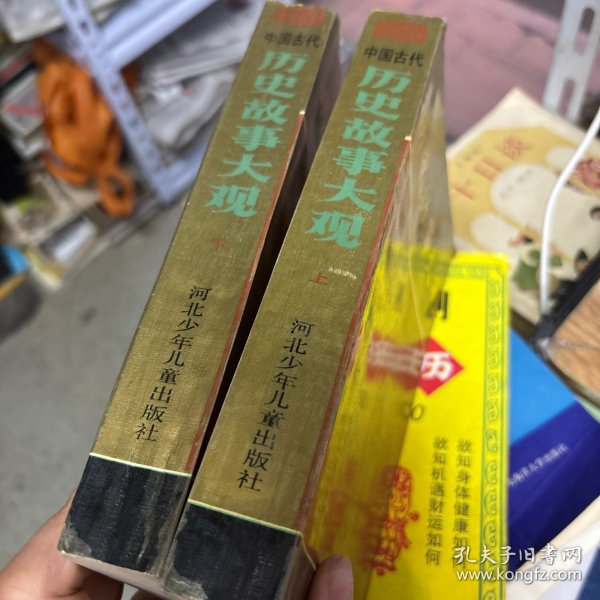 中国古代
历史故事大观
下
河北少年儿童出版社
中国古代
历史故事大观
上
河北少年儿童出版社
历
故知身体健康如
故知机遇财运如何
孔夫子旧书网
www.kongfz.com